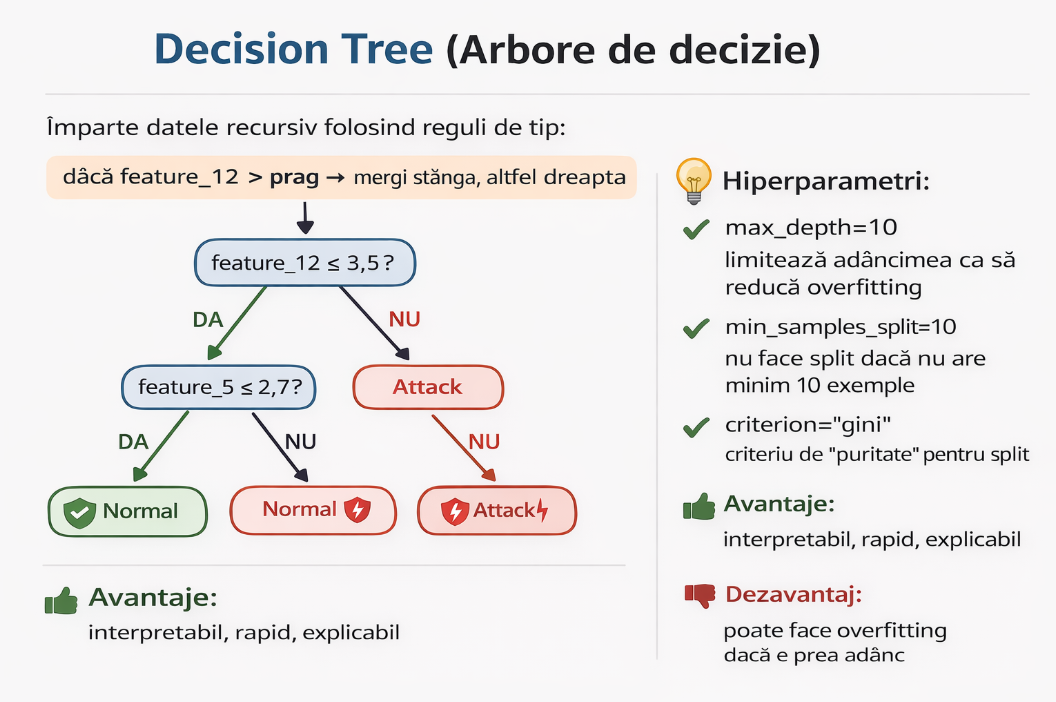 Decision Tree (Arbore de decizie)
Împarte datele recursiv folosind reguli de tip:
dâcă feature_12 > prag → mergi stănga, altfel dreapta
feature_12 ≤ 3,5?
DA
NU
feature_5 ≤ 2,7?
Attack
DA
NU
NU
Normal
Normal
Attack
Avantaje:
interpretabil, rapid, explicabil
Hiperparametri:
max_depth=10
limitează adâncimea ca să
reducă overfitting
min_samples_split=10
nu face split dacă nu are
minim 10 exemple
criterion="gini"
criteriu de "puritate" pentru split
Avantaje:
interpretabil, rapid, explicabil
Dezavantaj:
poate face overfitting
dacă e prea adânc